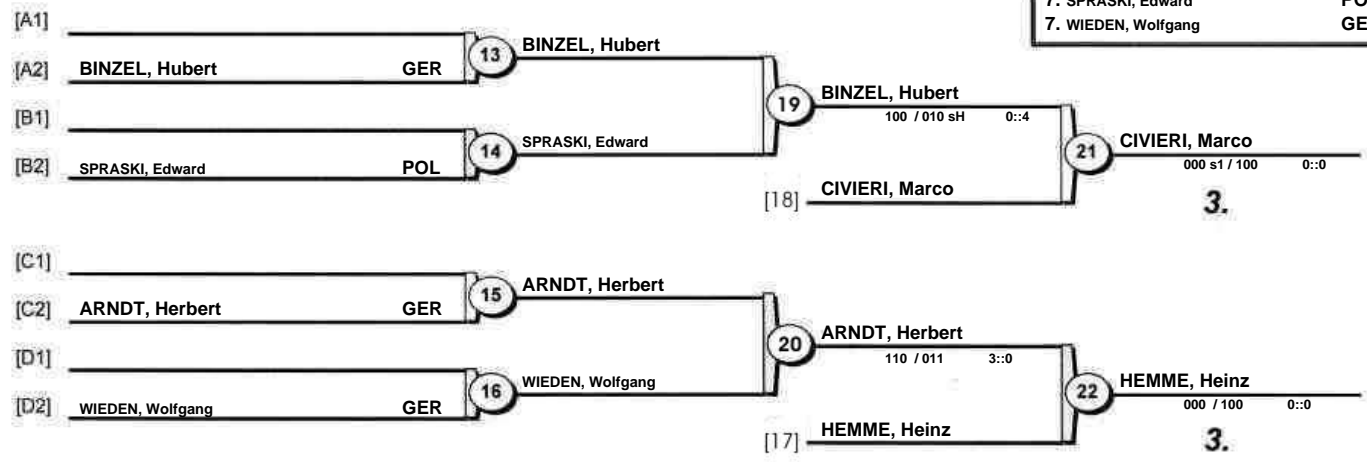 7. SPRASKI, Edward PO
7. WIEDEN, Wolfgang GE
[A1]
13 BINZEL, Hubert
[A2] BINZEL, Hubert GER
19 BINZEL, Hubert
100 / 010 sH 0::4
[B1]
14 SPRASKI, Edward
[B2] SPRASKI, Edward POL
21 CIVIERI, Marco
000 s1 / 100 0::0
[18] CIVIERI, Marco
3.
[C1]
15 ARNDT, Herbert
[C2] ARNDT, Herbert GER
20 ARNDT, Herbert
110 / 011 3::0
[D1]
16 WIEDEN, Wolfgang
[D2] WIEDEN, Wolfgang GER
22 HEMME, Heinz
000 / 100 0::0
[17] HEMME, Heinz
3.